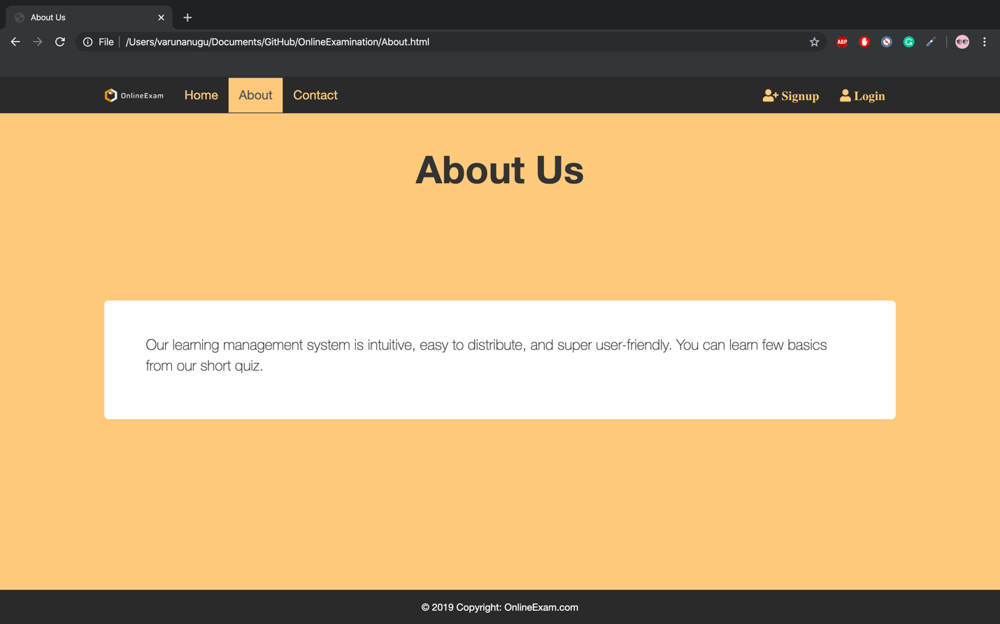 About Us
File /Users/varunanugu/Documents/GitHub/OnlineExamination/About.html
ABP
OnlineExam Home About Contact Signup Login
About Us
Our learning management system is intuitive, easy to distribute, and super user-friendly. You can learn few basics
from our short quiz.
© 2019 Copyright: OnlineExam.com